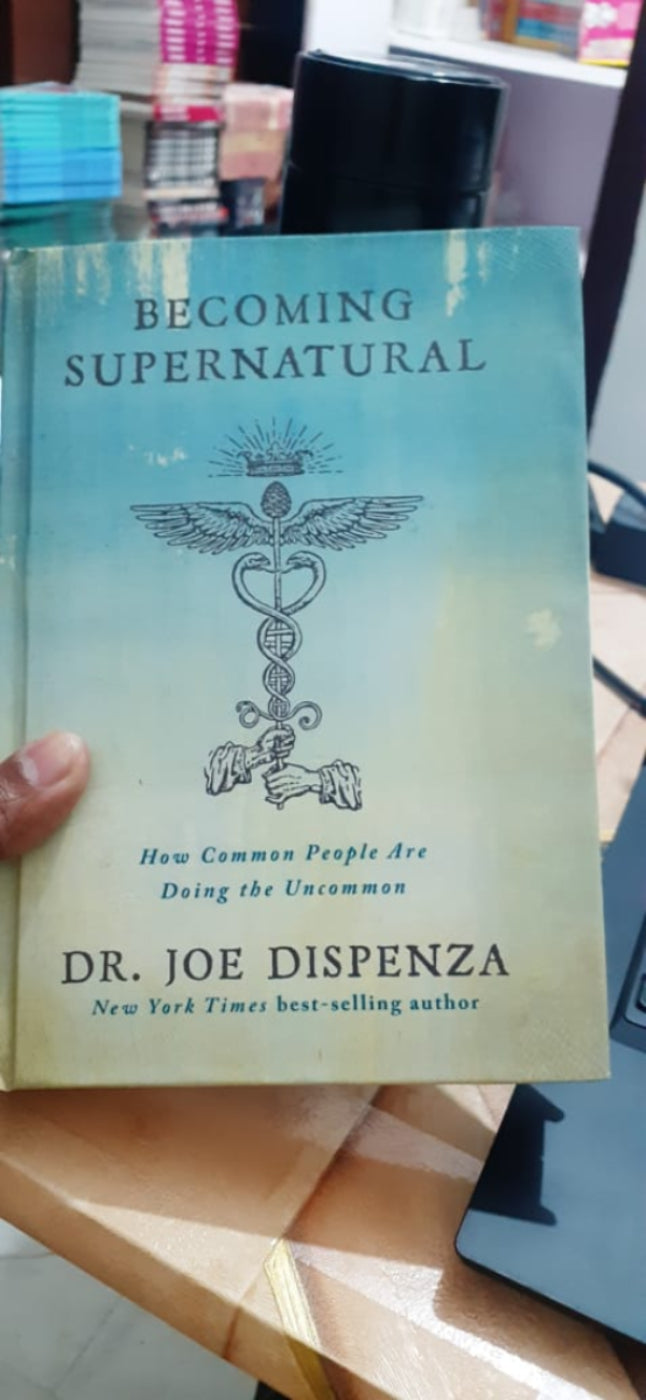 BECOMING
SUPERNATURAL
How Common People Are
Doing the Uncommon
DR. JOE DISPENZA
New York Times best-selling author